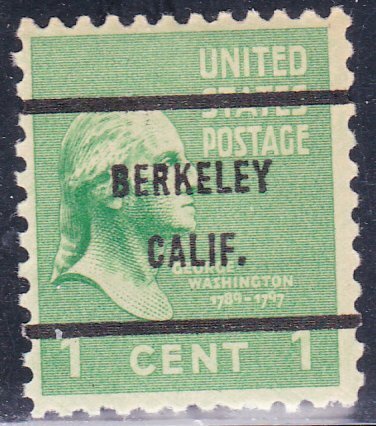 UNITED
STATES
POSTAGE
BERKELEY
CALIF.
GEORGE
WASHINGTON
1789-1797
1 CENT 1